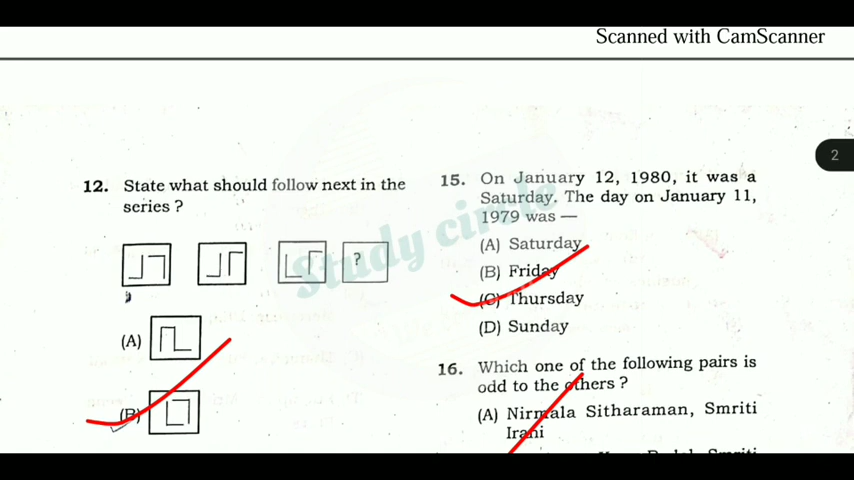 Scanned with CamScanner
2
12. State what should follow next in the
series ?
?
(A)
(B)
15. On January 12, 1980, it was a
Saturday. The day on January 11,
1979 was —
(A) Saturday
(B) Friday
(C) Thursday
(D) Sunday
16. Which one of the following pairs is
odd to the others ?
(A) Nirmala Sitharaman, Smriti
Irani
Study circle